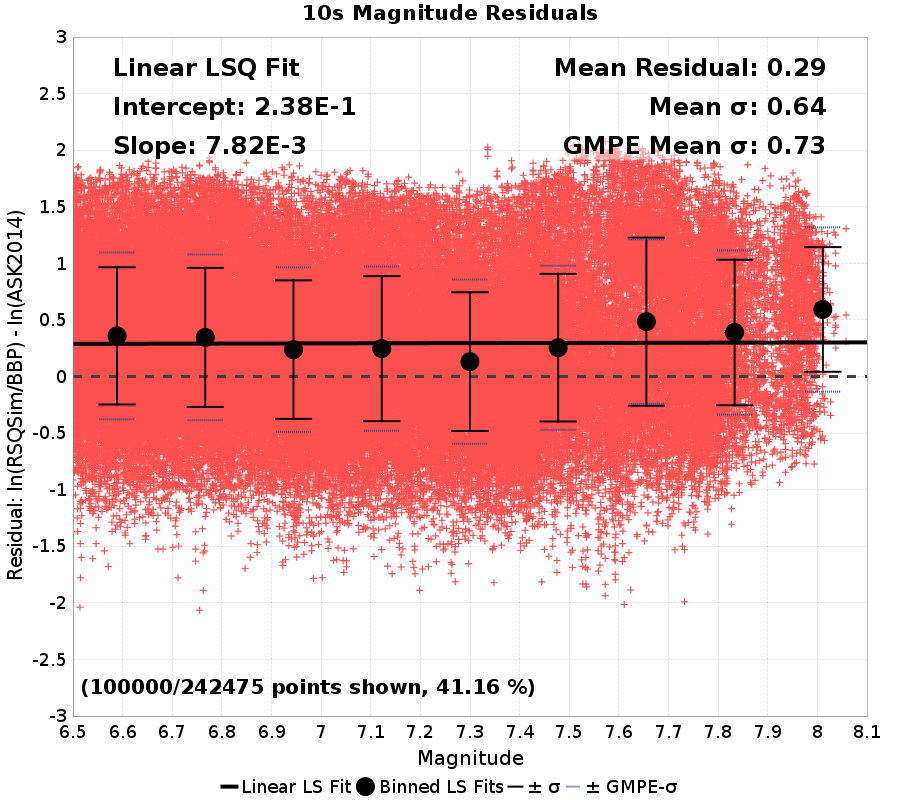 10s Magnitude Residuals
Linear LSQ Fit
Intercept: 2.38E-1
Slope: 7.82E-3
Mean Residual: 0.29
Mean σ: 0.64
GMPE Mean σ: 0.73
Residual: ln(RSQSim/BBP) - ln(ASK2014)
3
2.5
2
1.5
1
0.5
0
-0.5
-1
-1.5
-2
-2.5
-3
(100000/242475 points shown, 41.16 %)
6.5 6.6 6.7 6.8 6.9 7 7.1 7.2 7.3 7.4 7.5 7.6 7.7 7.8 7.9 8 8.1
Magnitude
Linear LS Fit Binned LS Fits ± σ ± GMPE-σ